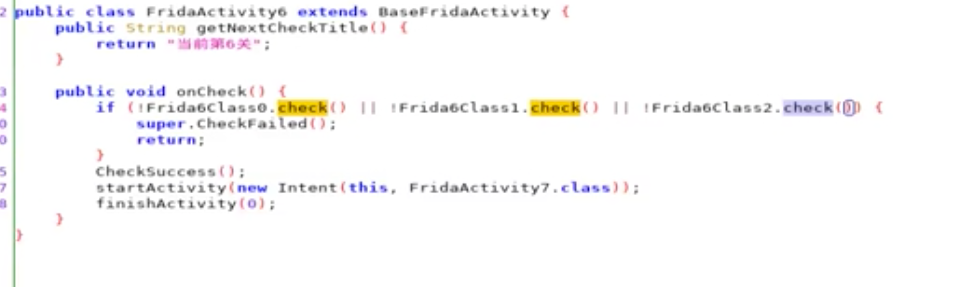 2 public class FridaActivity6 extends BaseFridaActivity {
public String getNextCheckTitle() {
return "当前第6关";
}
3 public void onCheck() {
4 if (!Frida6Class0.check() || !Frida6Class1.check() || !Frida6Class2.check()) {
0 super.CheckFailed();
0 return;
}
5 CheckSuccess();
7 startActivity(new Intent(this, FridaActivity7.class));
8 finishActivity(0);
}
}